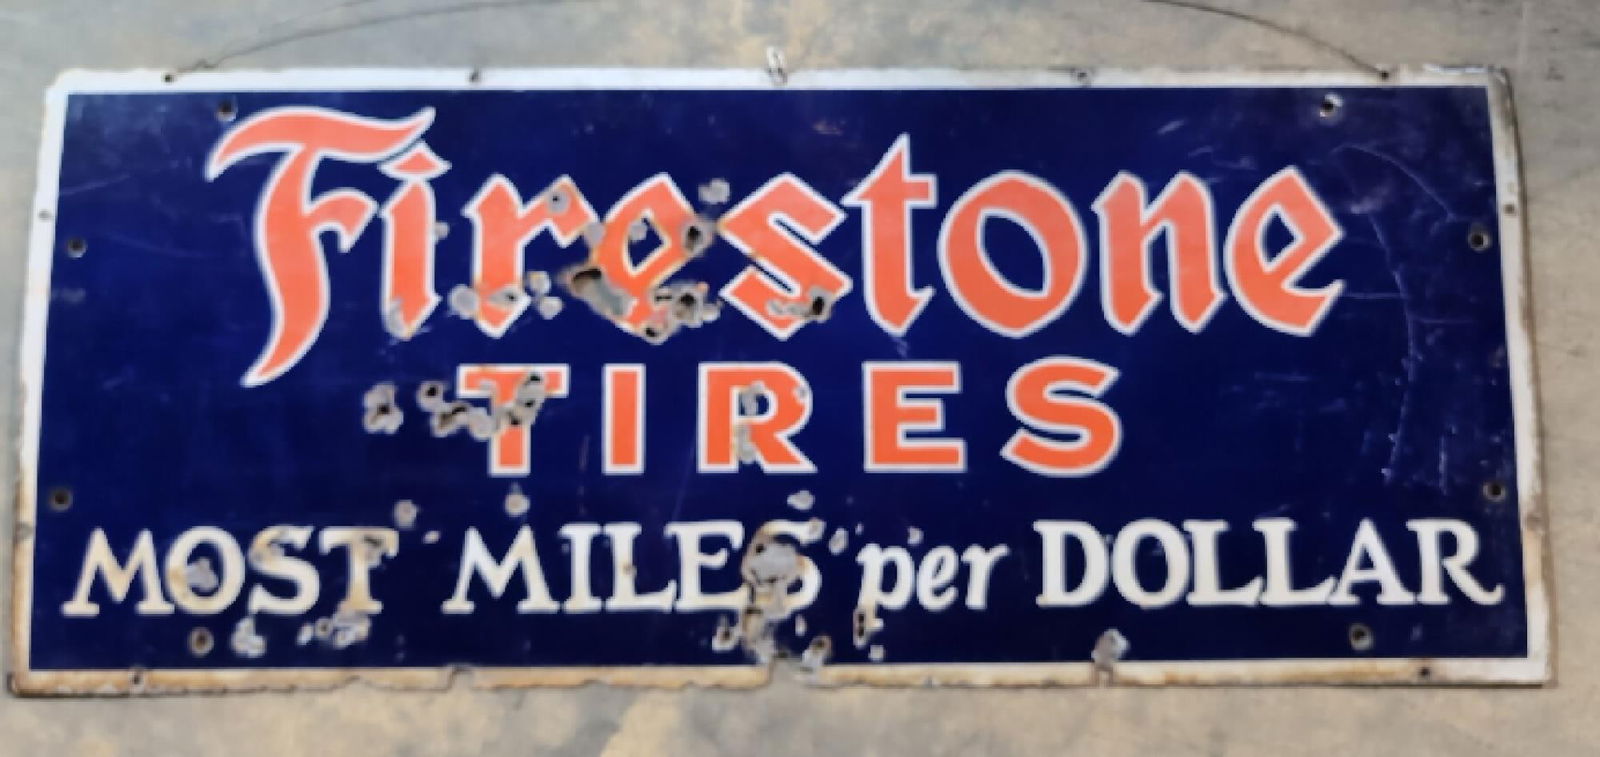 Firestone
TIRES
MOST MILES per DOLLAR